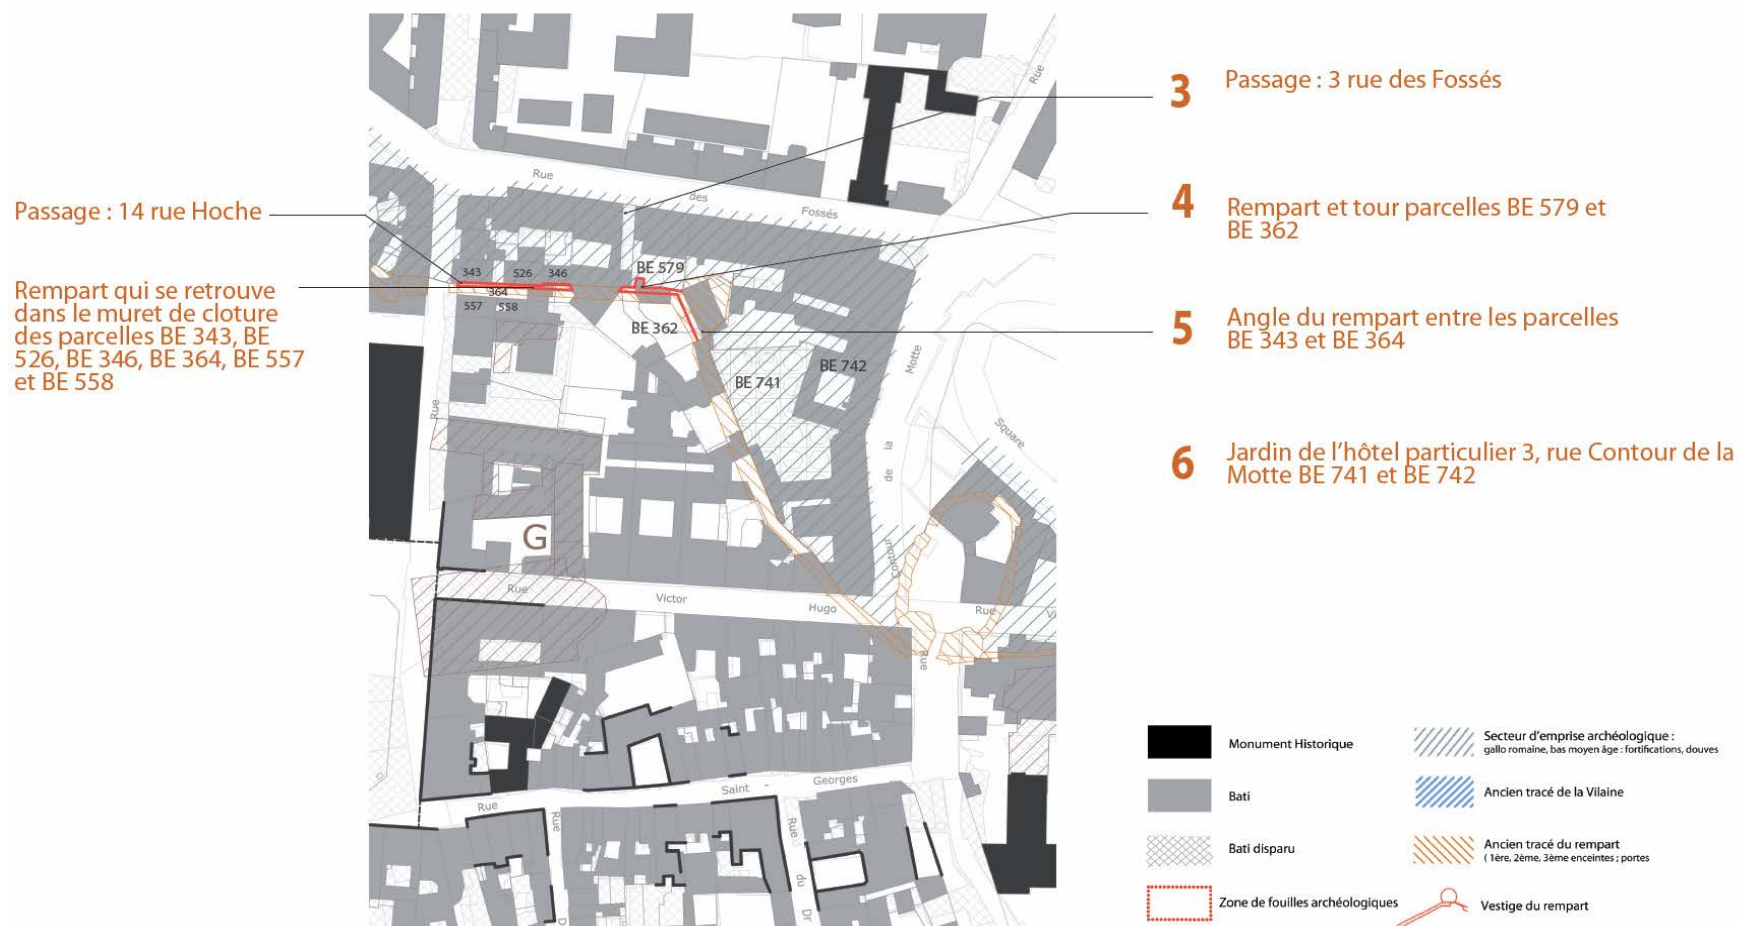 3 Passage : 3 rue des Fossés
4 Rempart et tour parcelles BE 579 et
BE 362
5 Angle du rempart entre les parcelles
BE 343 et BE 364
6 Jardin de l'hôtel particulier 3, rue Contour de la
Motte BE 741 et BE 742
Passage : 14 rue Hoche
Rempart qui se retrouve
dans le muret de cloture
des parcelles BE 343, BE
526, BE 346, BE 364, BE 557
et BE 558
Rue
Rue
des
Fossés
343
526
346
BE 579
364
557
558
BE 362
BE 741
BE 742
Motte
la
de
Contour
Square
Rue
G
Rue
Victor
Hugo
Rue
Vi
Rue
Saint -
Georges
Rue
Rue
D
Rue
du
Dr
Monument Historique
Bati
Bati disparu
Zone de fouilles archéologiques
Secteur d'emprise archéologique :
gallo romaine, bas moyen âge : fortifications, douves
Ancien tracé de la Vilaine
Ancien tracé du rempart
( 1ère, 2ème, 3ème enceintes ; portes
Vestige du rempart